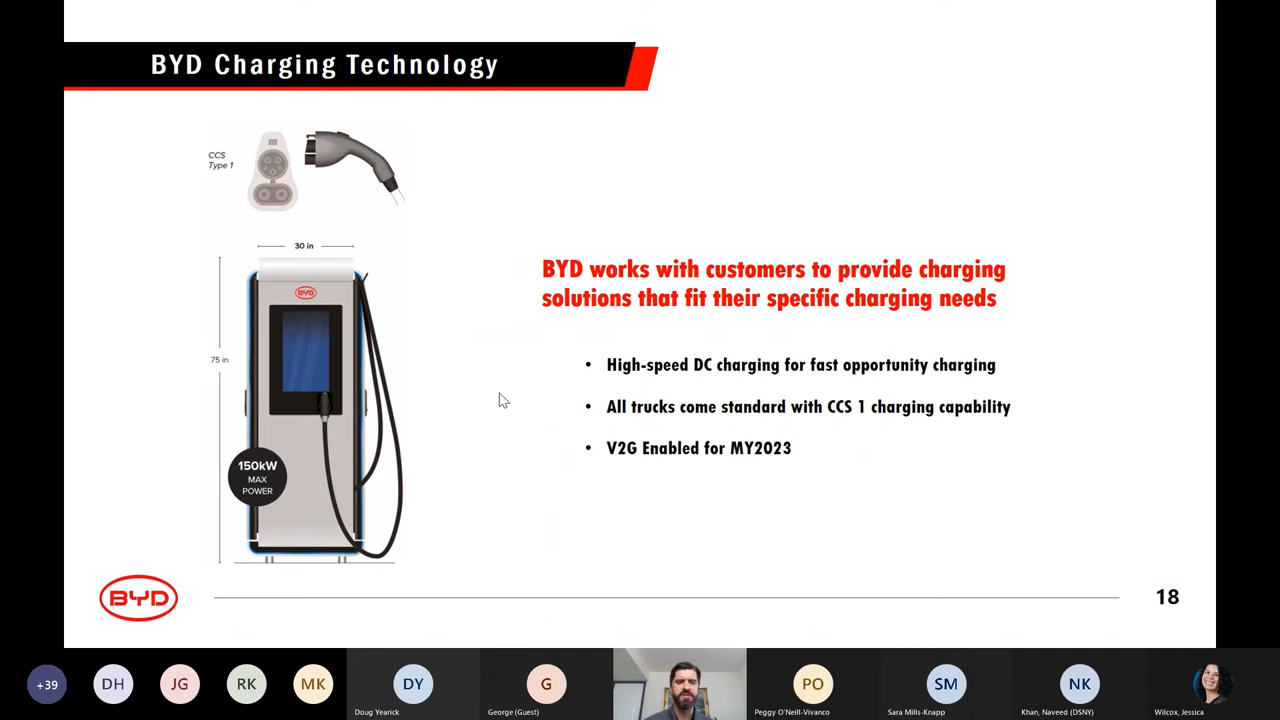 BYD Charging Technology
CCS
Type 1
30 in
BYD
75 in
150kW
MAX
POWER
BYD works with customers to provide charging
solutions that fit their specific charging needs
• High-speed DC charging for fast opportunity charging
• All trucks come standard with CCS 1 charging capability
• V2G Enabled for MY2023
BYD
18
+39
DH
JG
RK
MK
DY
Doug Yearick
G
George (Guest)
PO
Peggy O'Neill-Vivanco
SM
Sara Mills-Knapp
NK
Khan, Naveed (DSNY)
Wilcox, Jessica